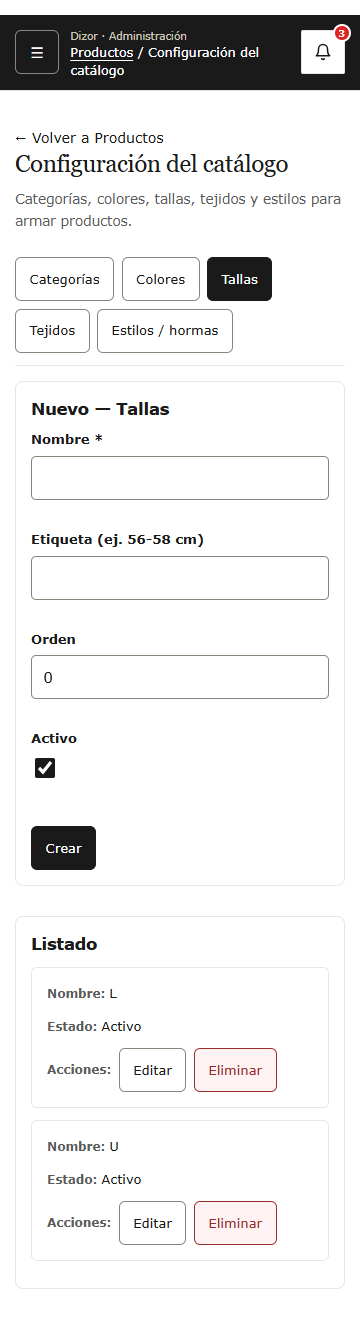 ☰
Dizor · Administración
Productos / Configuración del
catálogo
3
← Volver a Productos
Configuración del catálogo
Categorías, colores, tallas, tejidos y estilos para
armar productos.
Categorías
Colores
Tallas
Tejidos
Estilos / hormas
Nuevo — Tallas
Nombre *
Etiqueta (ej. 56-58 cm)
Orden
0
Activo
Crear
Listado
Nombre: L
Estado: Activo
Acciones: Editar Eliminar
Nombre: U
Estado: Activo
Acciones: Editar Eliminar